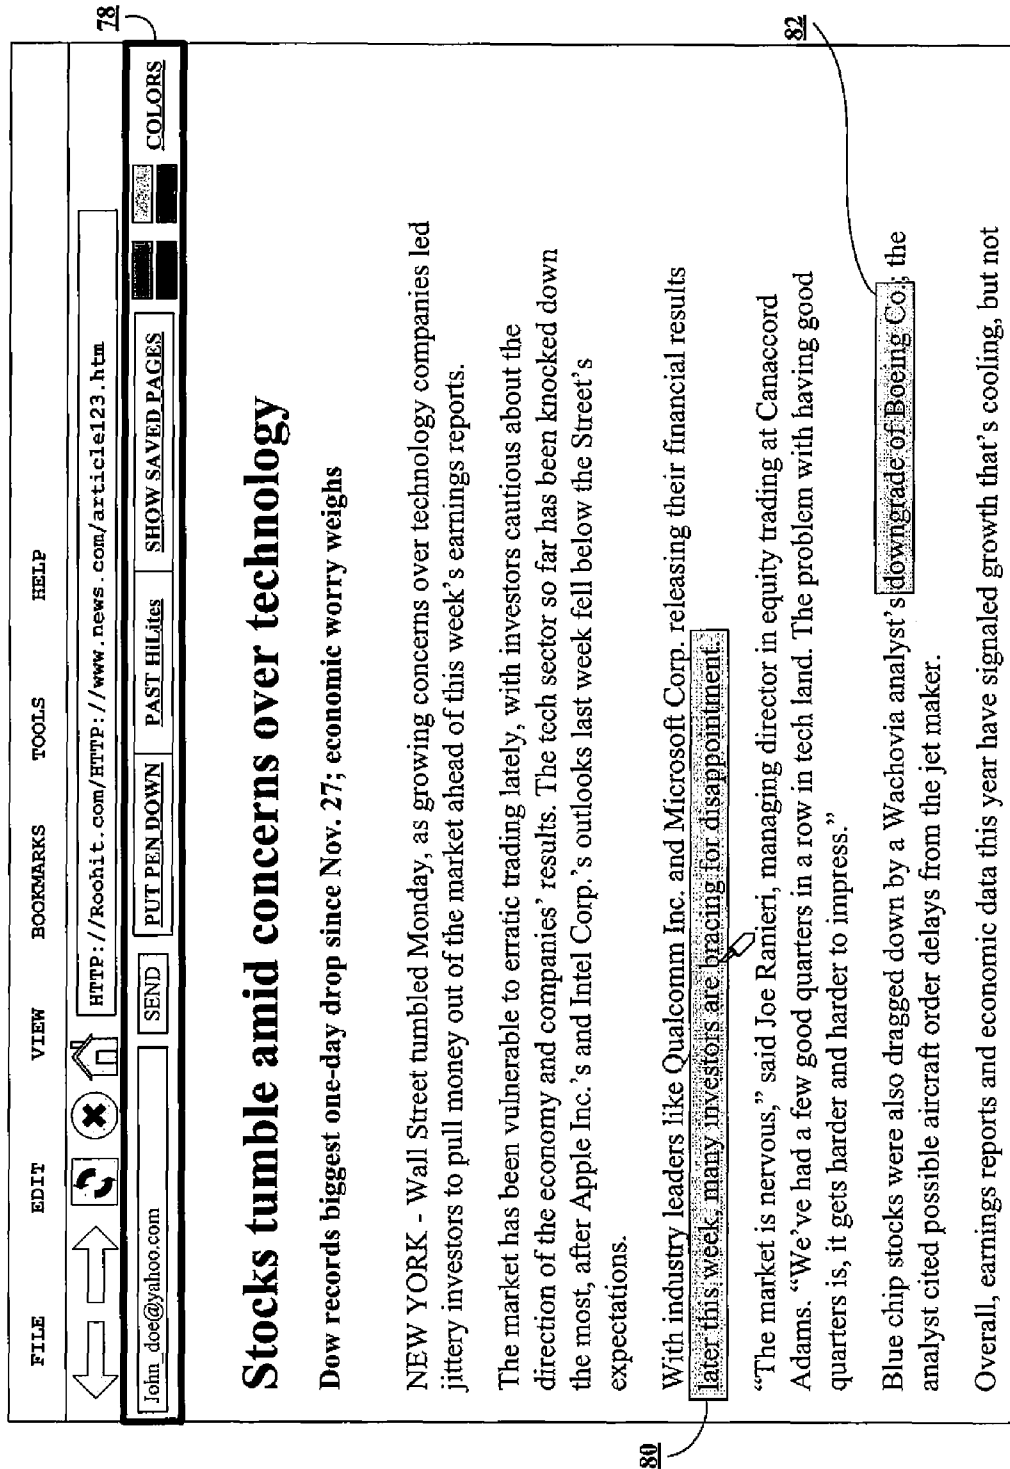 FILE EDIT VIEW BOOKMARKS TOOLS HELP
HTTP://Roohit.com/HTTP://www.news.com/article123.htm
John_doe@yahoo.com SEND PUT PEN DOWN PAST HiLites SHOW SAVED PAGES COLORS
78
Stocks tumble amid concerns over technology
Dow records biggest one-day drop since Nov. 27; economic worry weighs
NEW YORK - Wall Street tumbled Monday, as growing concerns over technology companies led
jittery investors to pull money out of the market ahead of this week's earnings reports.
The market has been vulnerable to erratic trading lately, with investors cautious about the
direction of the economy and companies' results. The tech sector so far has been knocked down
the most, after Apple Inc.'s and Intel Corp.'s outlooks last week fell below the Street's
expectations.
With industry leaders like Qualcomm Inc. and Microsoft Corp. releasing their financial results
later this week, many investors are bracing for disappointment.
80
“The market is nervous,” said Joe Ranieri, managing director in equity trading at Canaccord
Adams. “We've had a few good quarters in a row in tech land. The problem with having good
quarters is, it gets harder and harder to impress.”
82
Blue chip stocks were also dragged down by a Wachovia analyst's downgrade of Boeing Co.; the
analyst cited possible aircraft order delays from the jet maker.
Overall, earnings reports and economic data this year have signaled growth that's cooling, but not